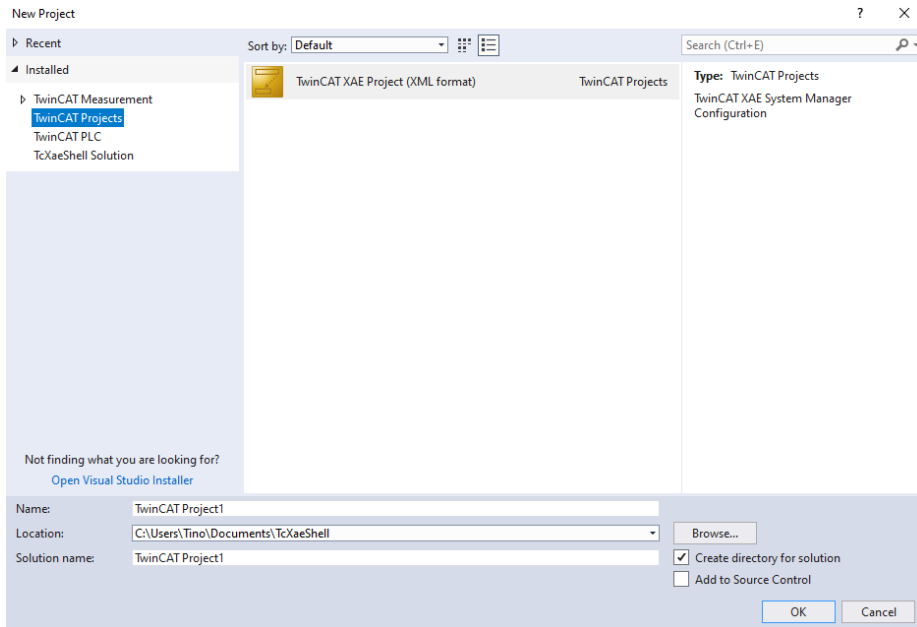 New Project
?
Recent
Installed
TwinCAT Measurement
TwinCAT Projects
TwinCAT PLC
TcXaeShell Solution
Not finding what you are looking for?
Open Visual Studio Installer
Sort by: Default
TwinCAT XAE Project (XML format) TwinCAT Projects
Search (Ctrl+E)
Type: TwinCAT Projects
TwinCAT XAE System Manager
Configuration
Name: TwinCAT Project1
Location: C:\Users\Tino\Documents\TcXaeShell Browse...
Solution name: TwinCAT Project1
Create directory for solution
Add to Source Control
OK Cancel